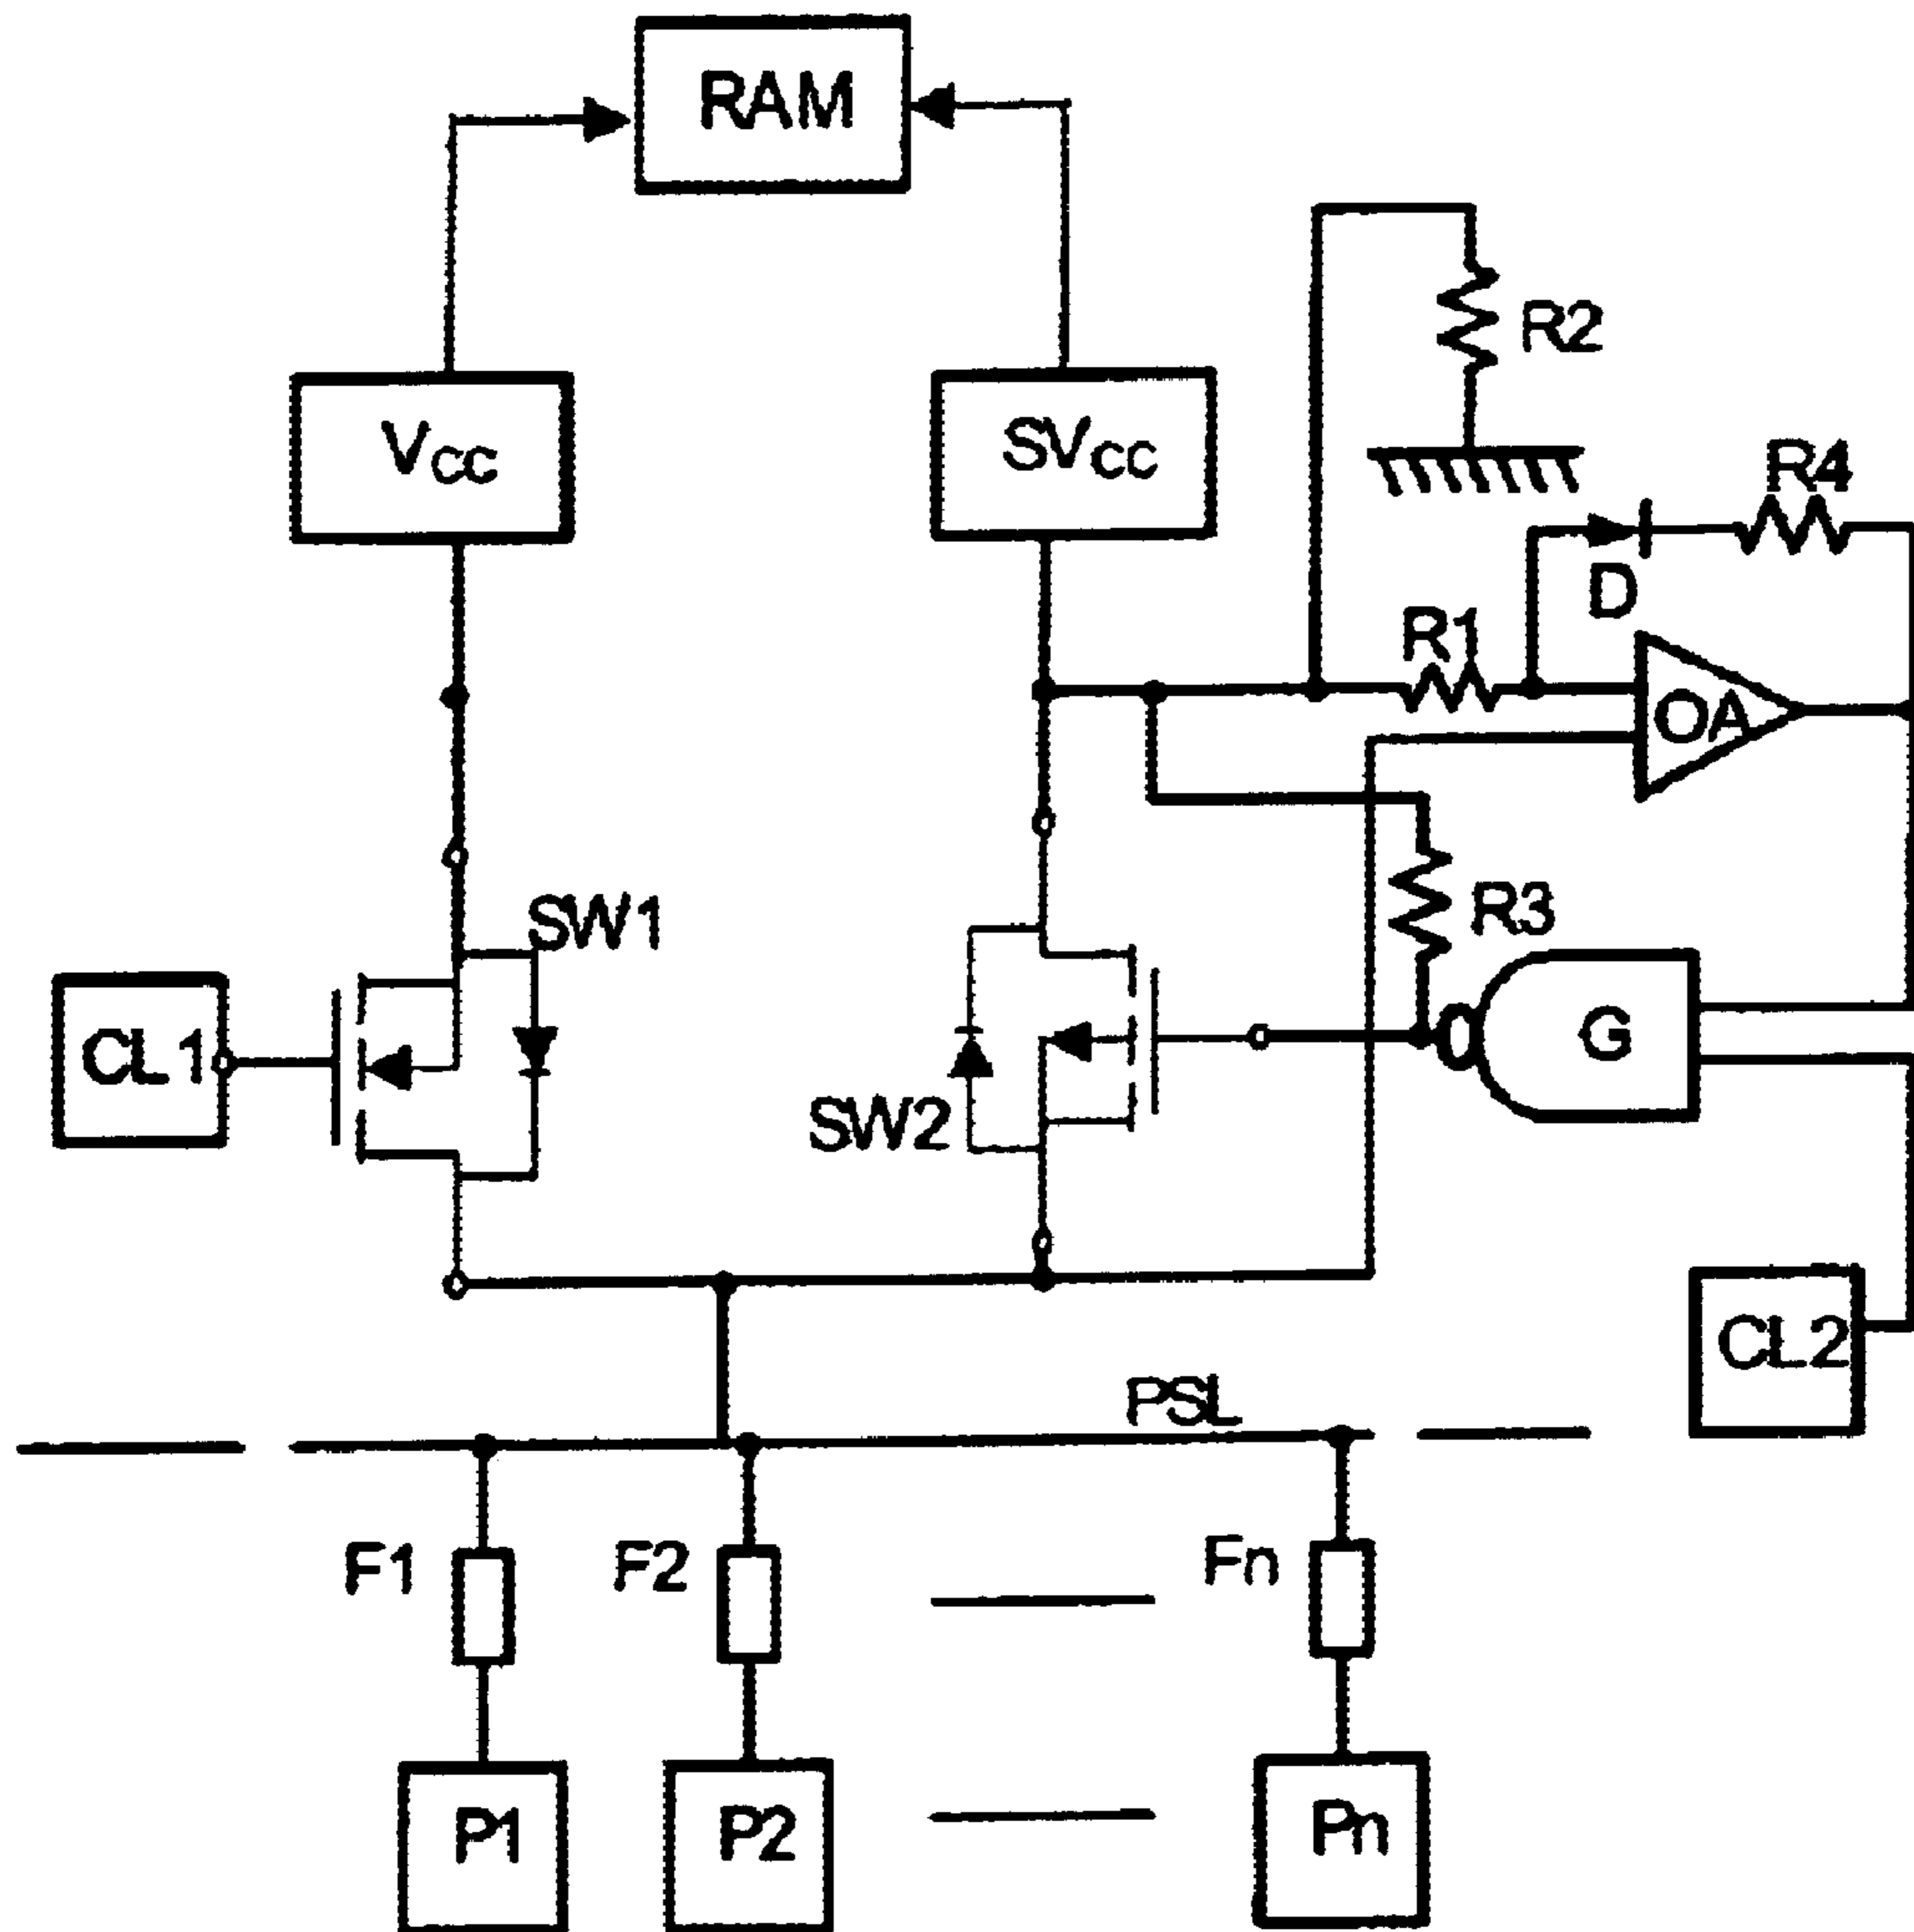 RAM
R2
VCC
SVCC
R4
D
R1
OA
SW1
R3
CL1
G
SW2
CL2
PSL
F1
F2
Fn
P1
P2
Pn